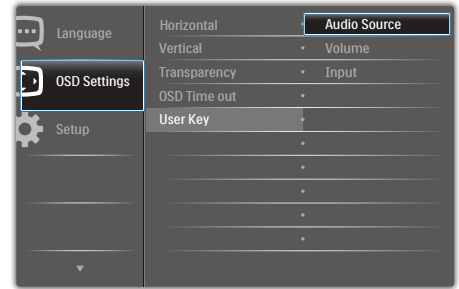 Language
OSD Settings
Setup
Horizontal
Vertical
Transparency
OSD Time out
User Key
Audio Source
Volume
Input